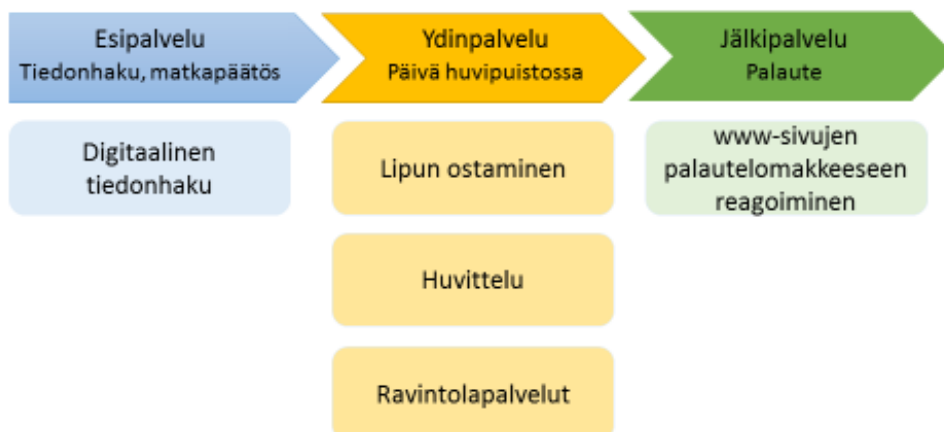 Esipalvelu
Tiedonhaku, matkapäätös
Ydinpalvelu
Päivä huvipuistossa
Jälkipalvelu
Palaute
Digitaalinen
tiedonhaku
Lipun ostaminen
www-sivujen
palautelomakkeeseen
reagoiminen
Huvittelu
Ravintolapalvelut